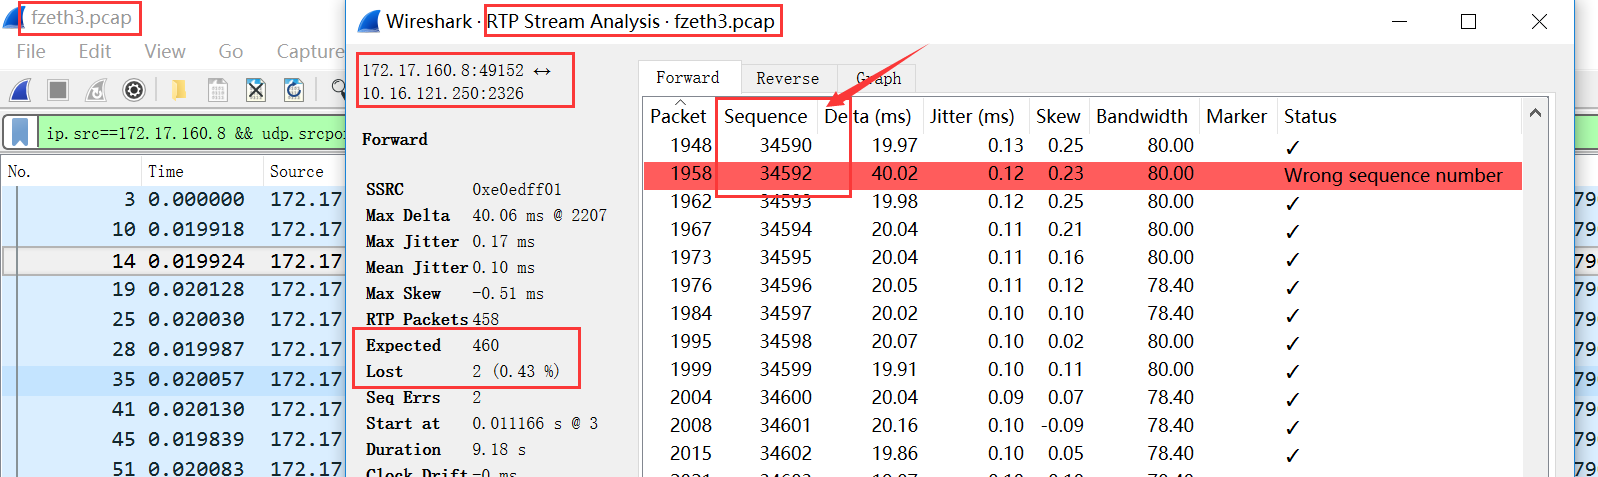 fzeth3.pcap
File Edit View Go Capture
ip.src==172.17.160.8 && udp.srcpo
No. Time Source
3 0.000000 172.17
10 0.019918 172.17
14 0.019924 172.17
19 0.020128 172.17
25 0.020030 172.17
28 0.019987 172.17
35 0.020057 172.17
41 0.020130 172.17
45 0.019839 172.17
51 0.020083 172.17
Wireshark · RTP Stream Analysis · fzeth3.pcap
172.17.160.8:49152 ↔
10.16.121.250:2326
Forward
SSRC 0xe0edff01
Max Delta 40.06 ms @ 2207
Max Jitter 0.17 ms
Mean Jitter 0.10 ms
Max Skew -0.51 ms
RTP Packets 458
Expected 460
Lost 2 (0.43 %)
Seq Errs 2
Start at 0.011166 s @ 3
Duration 9.18 s
Clock Drift -0 ms
Forward Reverse Graph
Packet Sequence Delta (ms) Jitter (ms) Skew Bandwidth Marker Status
1948 34590 19.97 0.13 0.25 80.00 ✓
1958 34592 40.02 0.12 0.23 80.00 Wrong sequence number
1962 34593 19.98 0.12 0.25 80.00 ✓
1967 34594 20.04 0.11 0.21 80.00 ✓
1973 34595 20.04 0.11 0.16 80.00 ✓
1976 34596 20.05 0.11 0.12 78.40 ✓
1984 34597 20.02 0.10 0.10 78.40 ✓
1995 34598 20.07 0.10 0.02 80.00 ✓
1999 34599 19.91 0.10 0.11 80.00 ✓
2004 34600 20.04 0.09 0.07 78.40 ✓
2008 34601 20.16 0.10 -0.09 78.40 ✓
2015 34602 19.86 0.10 0.05 78.40 ✓